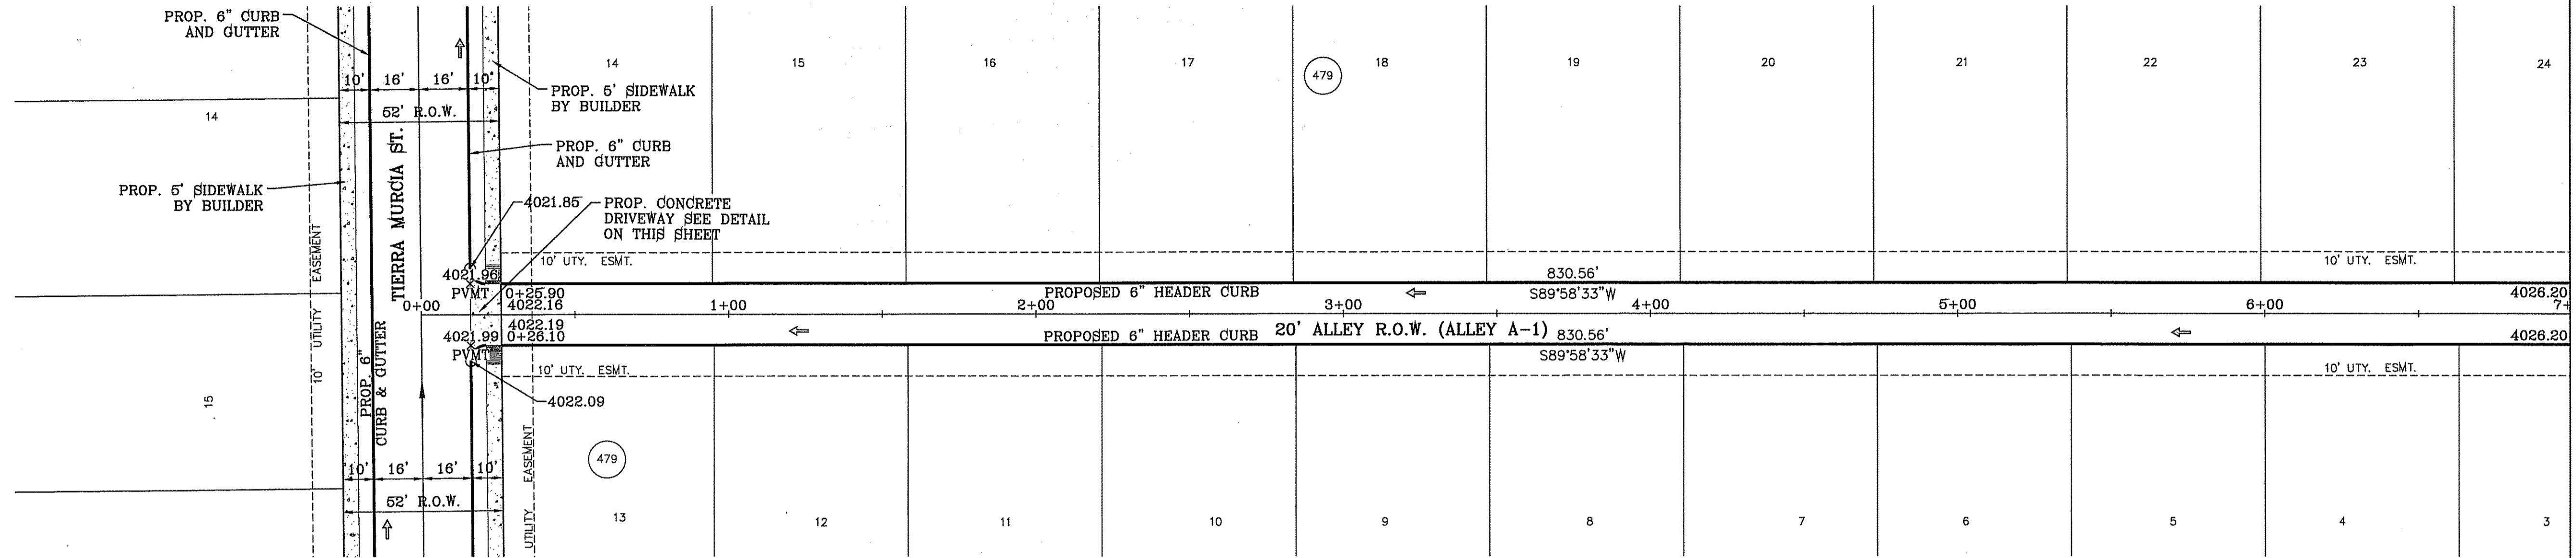 PROP. 6" CURB
AND GUTTER
10'
16'
16'
10'
52' R.O.W.
PROP. 5' SIDEWALK
BY BUILDER
14
15
16
17
479
18
19
20
21
22
23
24
14
TIERRA MURCIA ST.
PROP. 6" CURB
AND GUTTER
PROP. 5' SIDEWALK
BY BUILDER
4021.85
PROP. CONCRETE
DRIVEWAY SEE DETAIL
ON THIS SHEET
10' UTILITY EASEMENT
10' UTY. ESMT.
10' UTY. ESMT.
4021.96
PVMT
0+25.90
4022.16
830.56'
PROPOSED 6" HEADER CURB
S89°58'33"W
4026.20
0+00
1+00
2+00
3+00
4+00
5+00
6+00
7+
4022.19
0+26.10
4021.99
PVMT
PROPOSED 6" HEADER CURB
20' ALLEY R.O.W. (ALLEY A-1)
830.56'
4026.20
S89°58'33"W
10' UTY. ESMT.
10' UTY. ESMT.
PROP. 6"
CURB & GUTTER
4022.09
15
UTILITY EASEMENT
479
10'
16'
16'
10'
52' R.O.W.
13
12
11
10
9
8
7
6
5
4
3